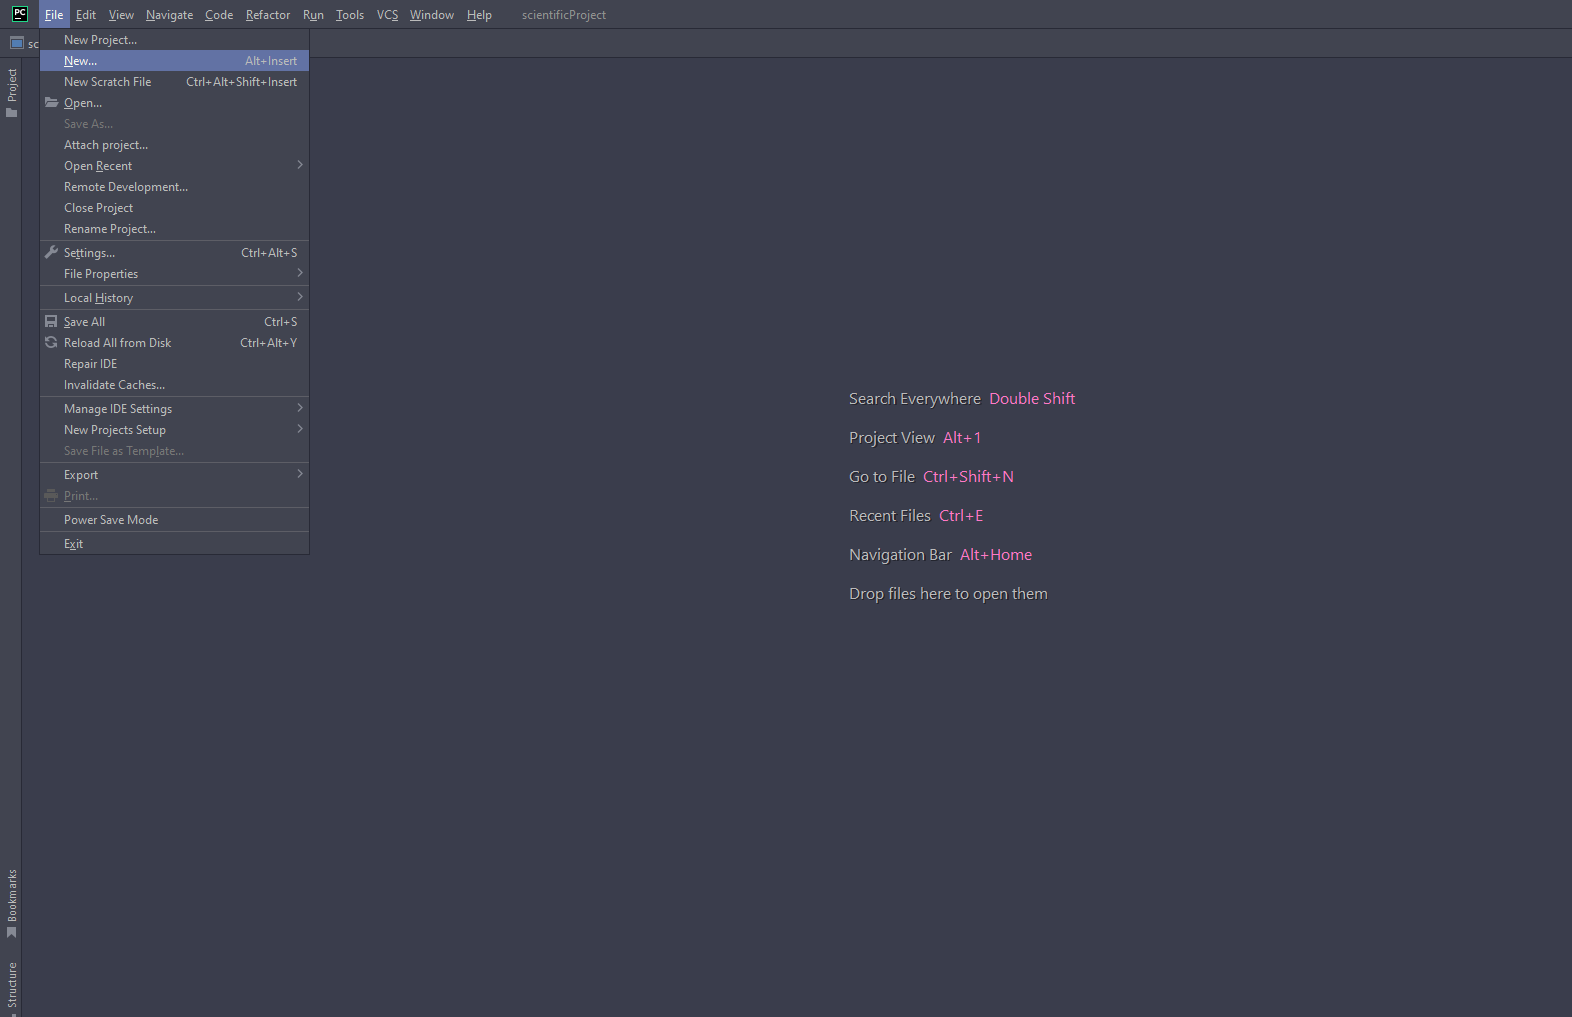 PC File Edit View Navigate Code Refactor Run Tools VCS Window Help scientificProject
sc
New Project...
New... Alt+Insert
New Scratch File Ctrl+Alt+Shift+Insert
Open...
Save As...
Attach project...
Open Recent
Remote Development...
Close Project
Rename Project...
Settings... Ctrl+Alt+S
File Properties
Local History
Save All Ctrl+S
Reload All from Disk Ctrl+Alt+Y
Repair IDE
Invalidate Caches...
Manage IDE Settings
New Projects Setup
Save File as Template...
Export
Print...
Power Save Mode
Exit
Project
Bookmarks
Structure
Search Everywhere Double Shift
Project View Alt+1
Go to File Ctrl+Shift+N
Recent Files Ctrl+E
Navigation Bar Alt+Home
Drop files here to open them